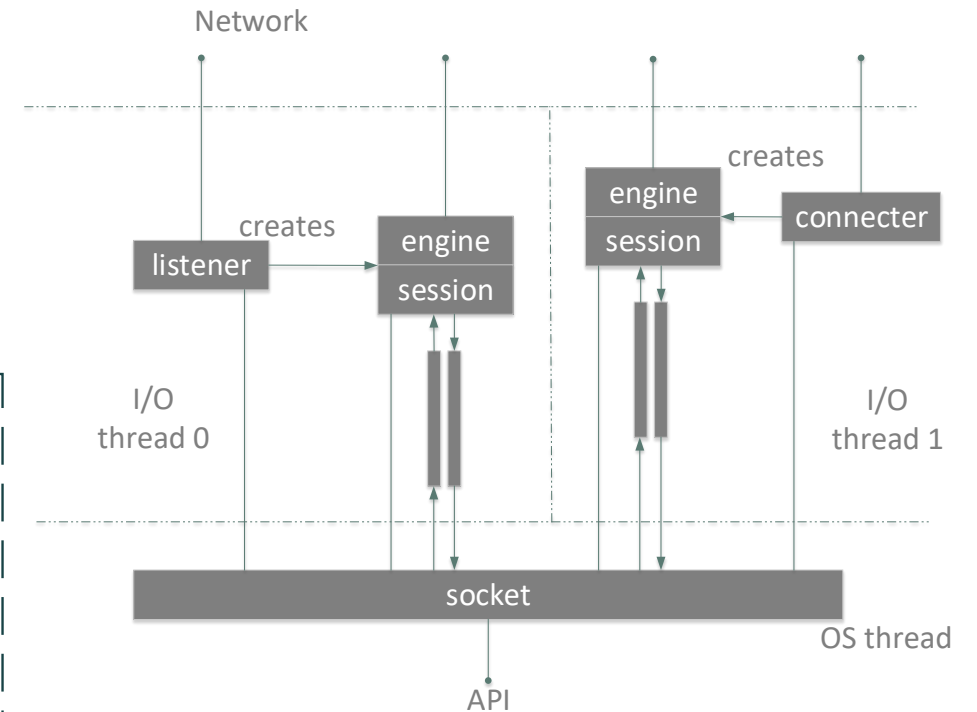 Network
creates
engine
session
connecter
creates
listener
engine
session
I/O
thread 0
I/O
thread 1
socket
OS thread
API